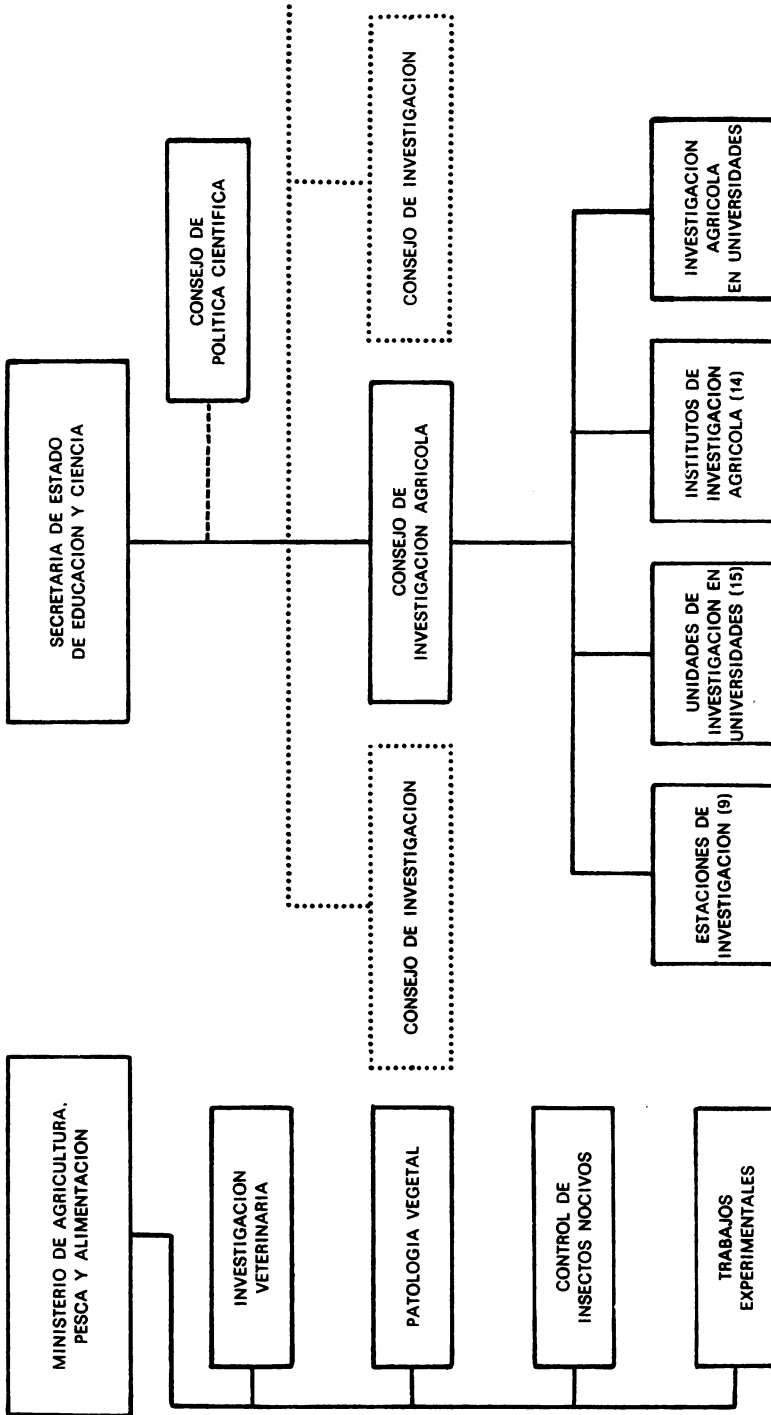 MINISTERIO DE AGRICULTURA,
PESCA Y ALIMENTACION
INVESTIGACION
VETERINARIA
PATOLOGIA VEGETAL
CONTROL DE
INSECTOS NOCIVOS
TRABAJOS
EXPERIMENTALES
SECRETARIA DE ESTADO
DE EDUCACION Y CIENCIA
CONSEJO DE
POLITICA CIENTIFICA
CONSEJO DE INVESTIGACION
CONSEJO DE
INVESTIGACION AGRICOLA
CONSEJO DE INVESTIGACION
ESTACIONES DE
INVESTIGACION (9)
UNIDADES DE
INVESTIGACION EN
UNIVERSIDADES (15)
INSTITUTOS DE
INVESTIGACION
AGRICOLA (14)
INVESTIGACION
AGRICOLA
EN UNIVERSIDADES